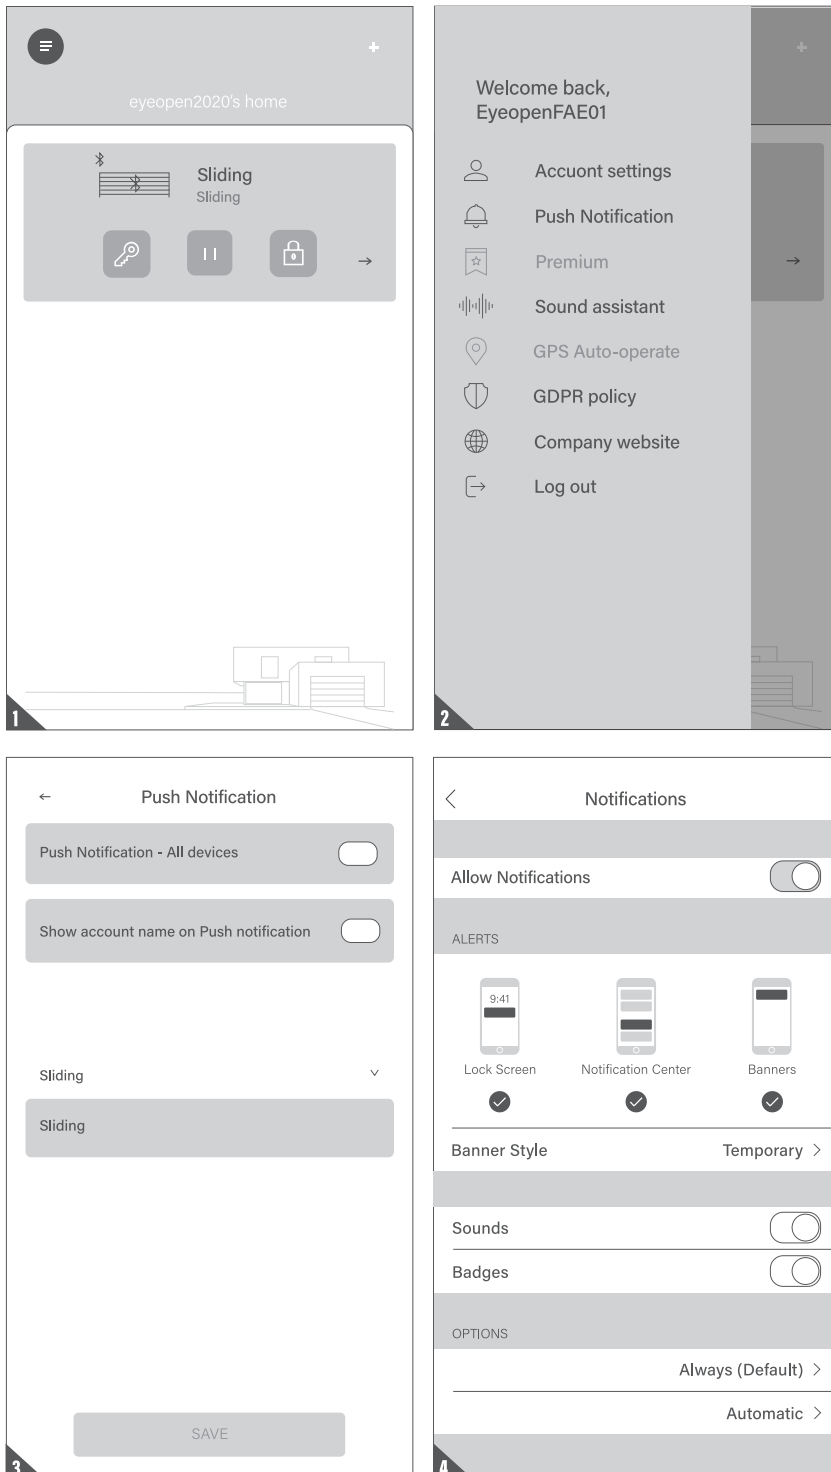 eyeopen2020's home
Sliding
Sliding
1
Welcome back,
EyeopenFAE01
Accuont settings
Push Notification
Premium
Sound assistant
GPS Auto-operate
GDPR policy
Company website
Log out
2
Push Notification
Push Notification - All devices
Show account name on Push notification
Sliding
Sliding
SAVE
3
Notifications
Allow Notifications
ALERTS
9:41
Lock Screen Notification Center Banners
Banner Style Temporary
Sounds
Badges
OPTIONS
Always (Default)
Automatic
4